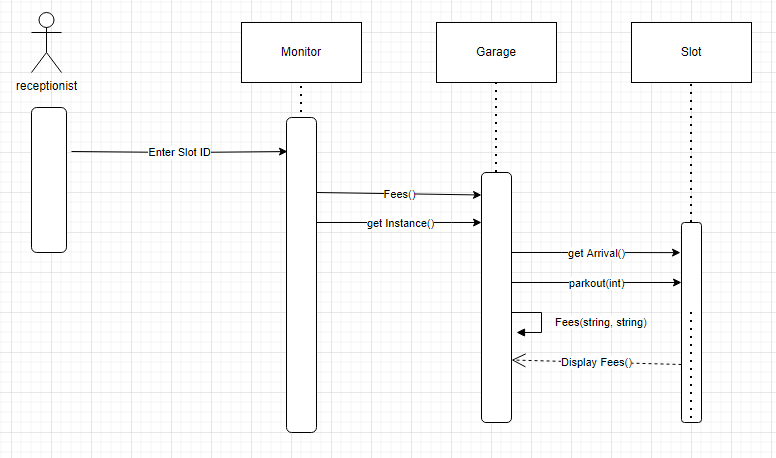 Monitor
Garage
Slot
receptionist
Enter Slot ID
Fees()
get Instance()
get Arrival()
parkout(int)
Fees(string, string)
Display Fees()